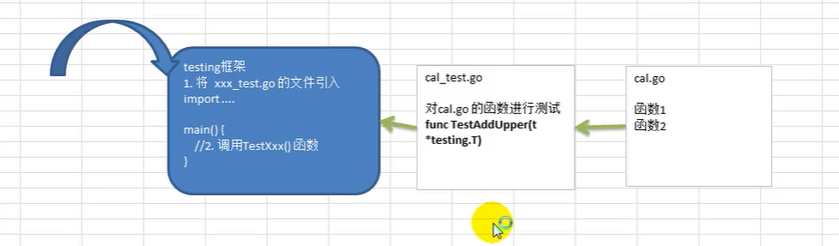 testing框架
1. 将 xxx_test.go 的文件引入
import ....
main() {
//2. 调用TestXxx() 函数
}
cal_test.go
对cal.go 的函数进行测试
func TestAddUpper(t
*testing.T)
cal.go
函数1
函数2